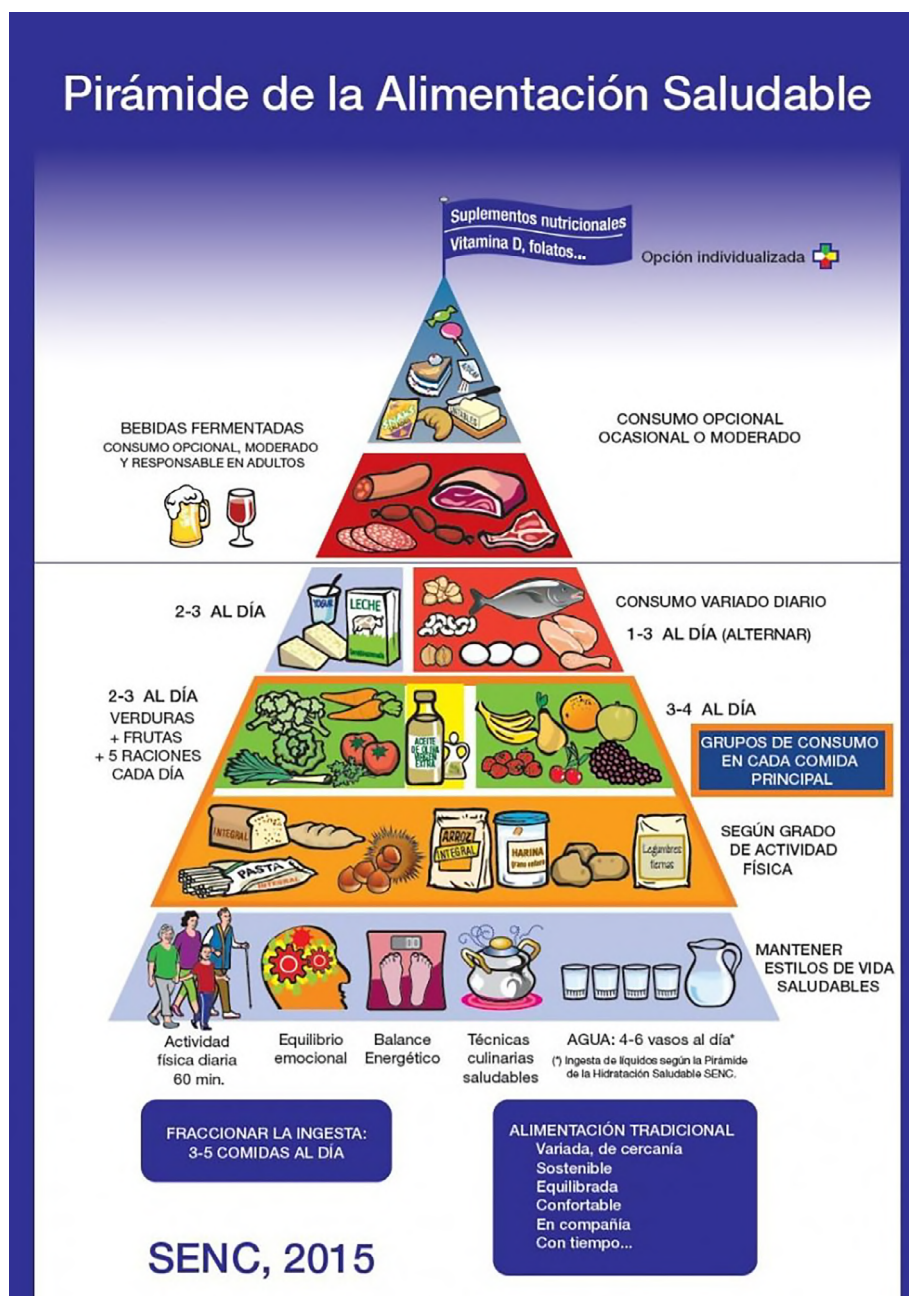 Pirámide de la Alimentación Saludable
Suplementos nutricionales
Vitamina D, folatos...
Opción individualizada
AZÚCAR
SNACKS
UNTABLES
BEBIDAS FERMENTADAS
CONSUMO OPCIONAL, MODERADO
Y RESPONSABLE EN ADULTOS
CONSUMO OPCIONAL
OCASIONAL O MODERADO
2-3 AL DÍA
YOGUR
LECHE
CONSUMO VARIADO DIARIO
1-3 AL DÍA (ALTERNAR)
2-3 AL DÍA
VERDURAS
+ FRUTAS
+ 5 RACIONES
CADA DÍA
ACEITE
DE OLIVA
VIRGEN
EXTRA
3-4 AL DÍA
GRUPOS DE CONSUMO
EN CADA COMIDA
PRINCIPAL
INTEGRAL
PASTA
INTEGRAL
ARROZ
INTEGRAL
HARINA
grano entero
Legumbres
tiernas
SEGÚN GRADO
DE ACTIVIDAD
FÍSICA
MANTENER
ESTILOS DE VIDA
SALUDABLES
Actividad
física diaria
60 min.
Equilibrio
emocional
Balance
Energético
Técnicas
culinarias
saludables
AGUA: 4-6 vasos al día*
(*) Ingesta de líquidos según la Pirámide
de la Hidratación Saludable SENC.
FRACCIONAR LA INGESTA:
3-5 COMIDAS AL DÍA
ALIMENTACIÓN TRADICIONAL
Variada, de cercanía
Sostenible
Equilibrada
Confortable
En compañía
Con tiempo...
SENC, 2015